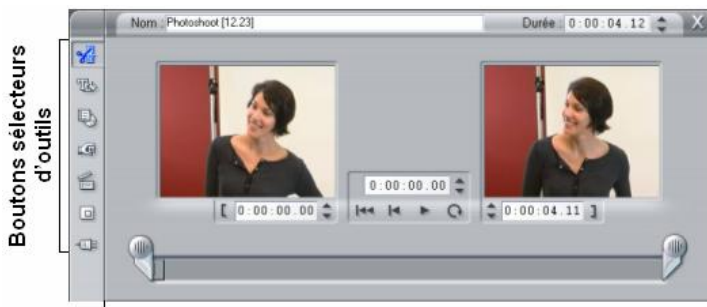 Nom : Photoshoot [12.23]
Durée : 0:00:04.12
X
Boutons sélecteurs
d'outils
0:00:00.00
[ 0:00:00.00
0:00:04.11 ]